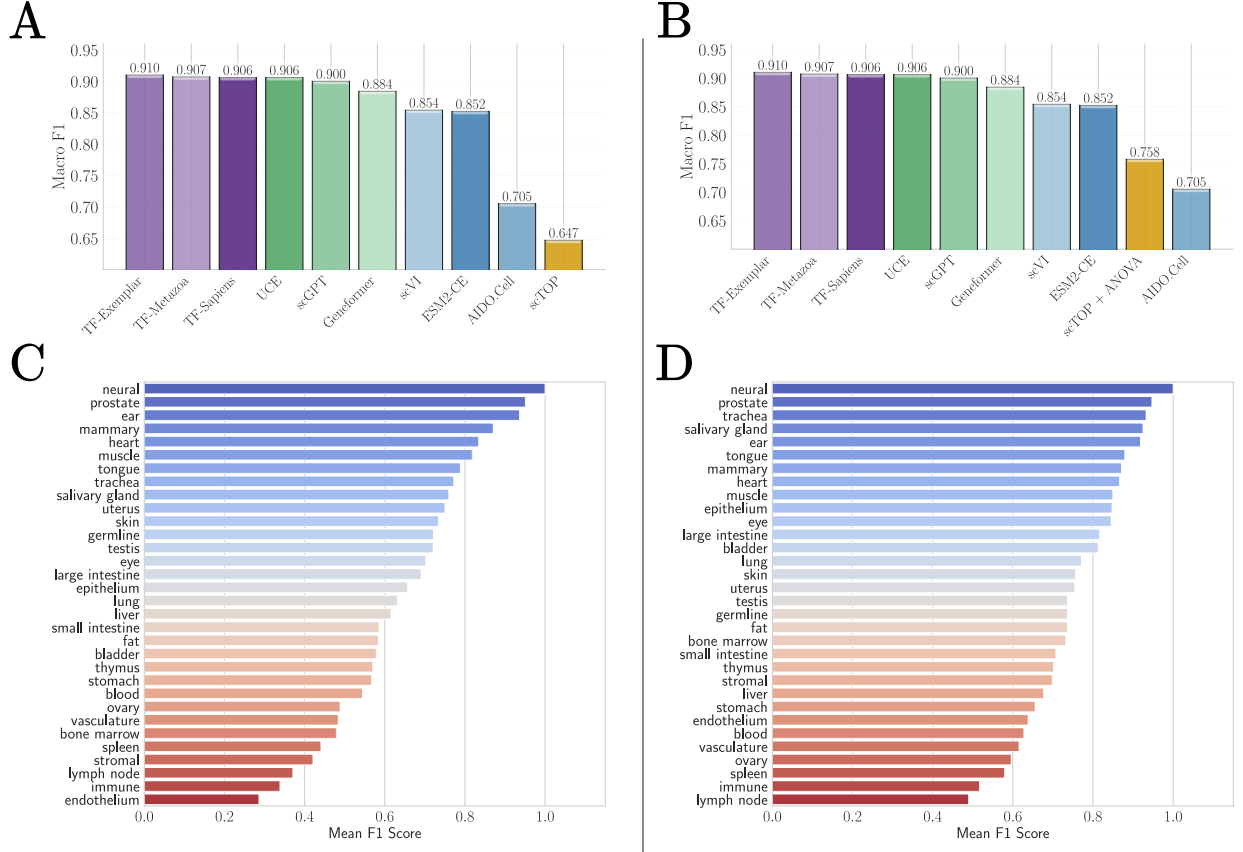 A
0.95
0.90
0.85
0.80
0.75
0.70
0.65
Macro F1
0.910
0.907
0.906
0.906
0.900
0.884
0.854
0.852
0.705
0.647
TF-Exemplar
TF-Metazoa
TF-Sapiens
UCE
scGPT
Geneformer
scVI
ESM2-CE
AIDO.Cell
scTOP
B
0.95
0.90
0.85
0.80
0.75
0.70
0.65
Macro F1
0.910
0.907
0.906
0.906
0.900
0.884
0.854
0.852
0.758
0.705
TF-Exemplar
TF-Metazoa
TF-Sapiens
UCE
scGPT
Geneformer
scVI
ESM2-CE
scTOP + ANOVA
AIDO.Cell
C
neural
prostate
ear
mammary
heart
muscle
tongue
trachea
salivary gland
uterus
skin
germline
testis
eye
large intestine
epithelium
lung
liver
small intestine
fat
bladder
thymus
stomach
blood
ovary
vasculature
bone marrow
spleen
stromal
lymph node
immune
endothelium
0.0 0.2 0.4 0.6 0.8 1.0
Mean F1 Score
D
neural
prostate
trachea
salivary gland
ear
tongue
mammary
heart
muscle
epithelium
eye
large intestine
bladder
lung
skin
uterus
testis
germline
fat
bone marrow
small intestine
thymus
stromal
liver
stomach
endothelium
blood
vasculature
ovary
spleen
immune
lymph node
0.0 0.2 0.4 0.6 0.8 1.0
Mean F1 Score